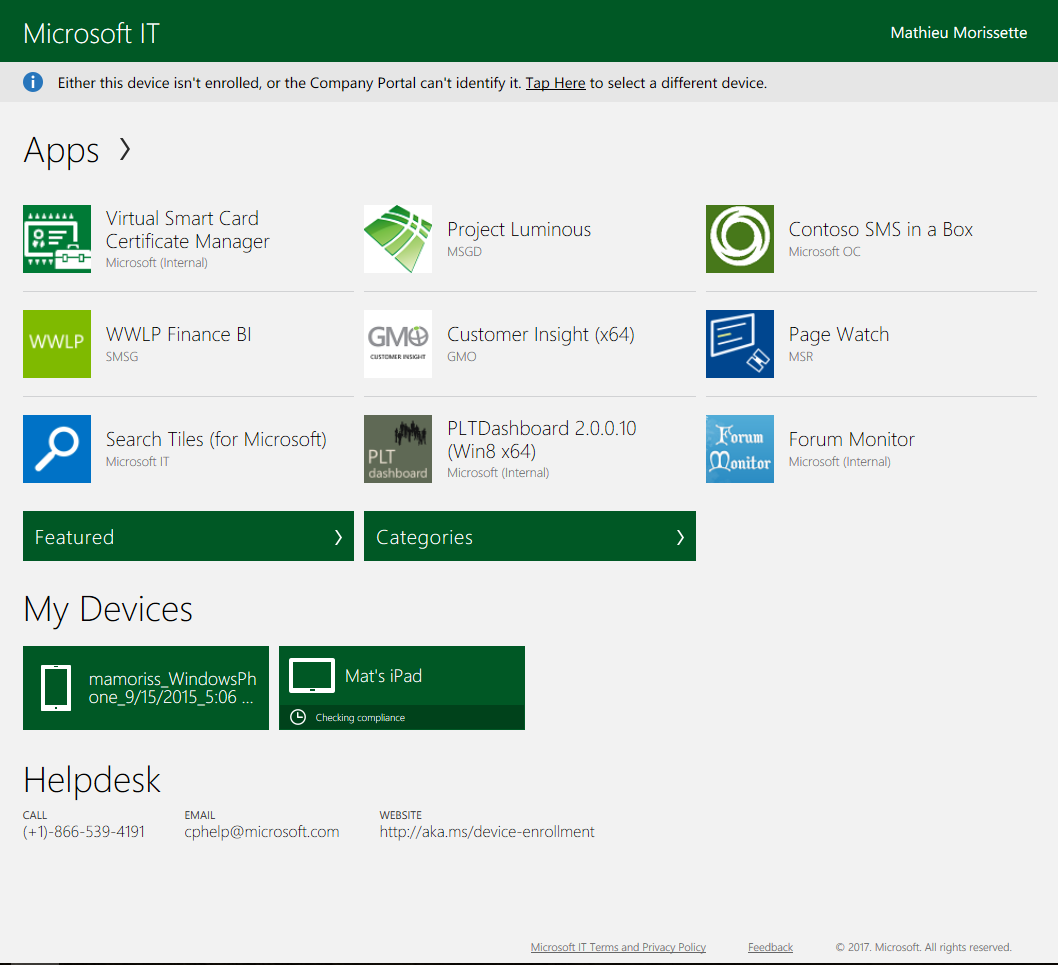 Microsoft IT
Mathieu Morissette
Either this device isn't enrolled, or the Company Portal can't identify it. Tap Here to select a different device.
Apps
Virtual Smart Card
Certificate Manager
Microsoft (Internal)
Project Luminous
MSGD
Contoso SMS in a Box
Microsoft OC
WWLP
WWLP Finance BI
SMSG
GMO
CUSTOMER INSIGHT
Customer Insight (x64)
GMO
Page Watch
MSR
Search Tiles (for Microsoft)
Microsoft IT
PLT
dashboard
PLTDashboard 2.0.0.10
(Win8 x64)
Microsoft (Internal)
Forum
Monitor
Forum Monitor
Microsoft (Internal)
Featured
Categories
My Devices
mamoriss_WindowsPh
one_9/15/2015_5:06 ...
Mat's iPad
Checking compliance
Helpdesk
CALL
(+1)-866-539-4191
EMAIL
cphelp@microsoft.com
WEBSITE
http://aka.ms/device-enrollment
Microsoft IT Terms and Privacy Policy
Feedback
© 2017. Microsoft. All rights reserved.